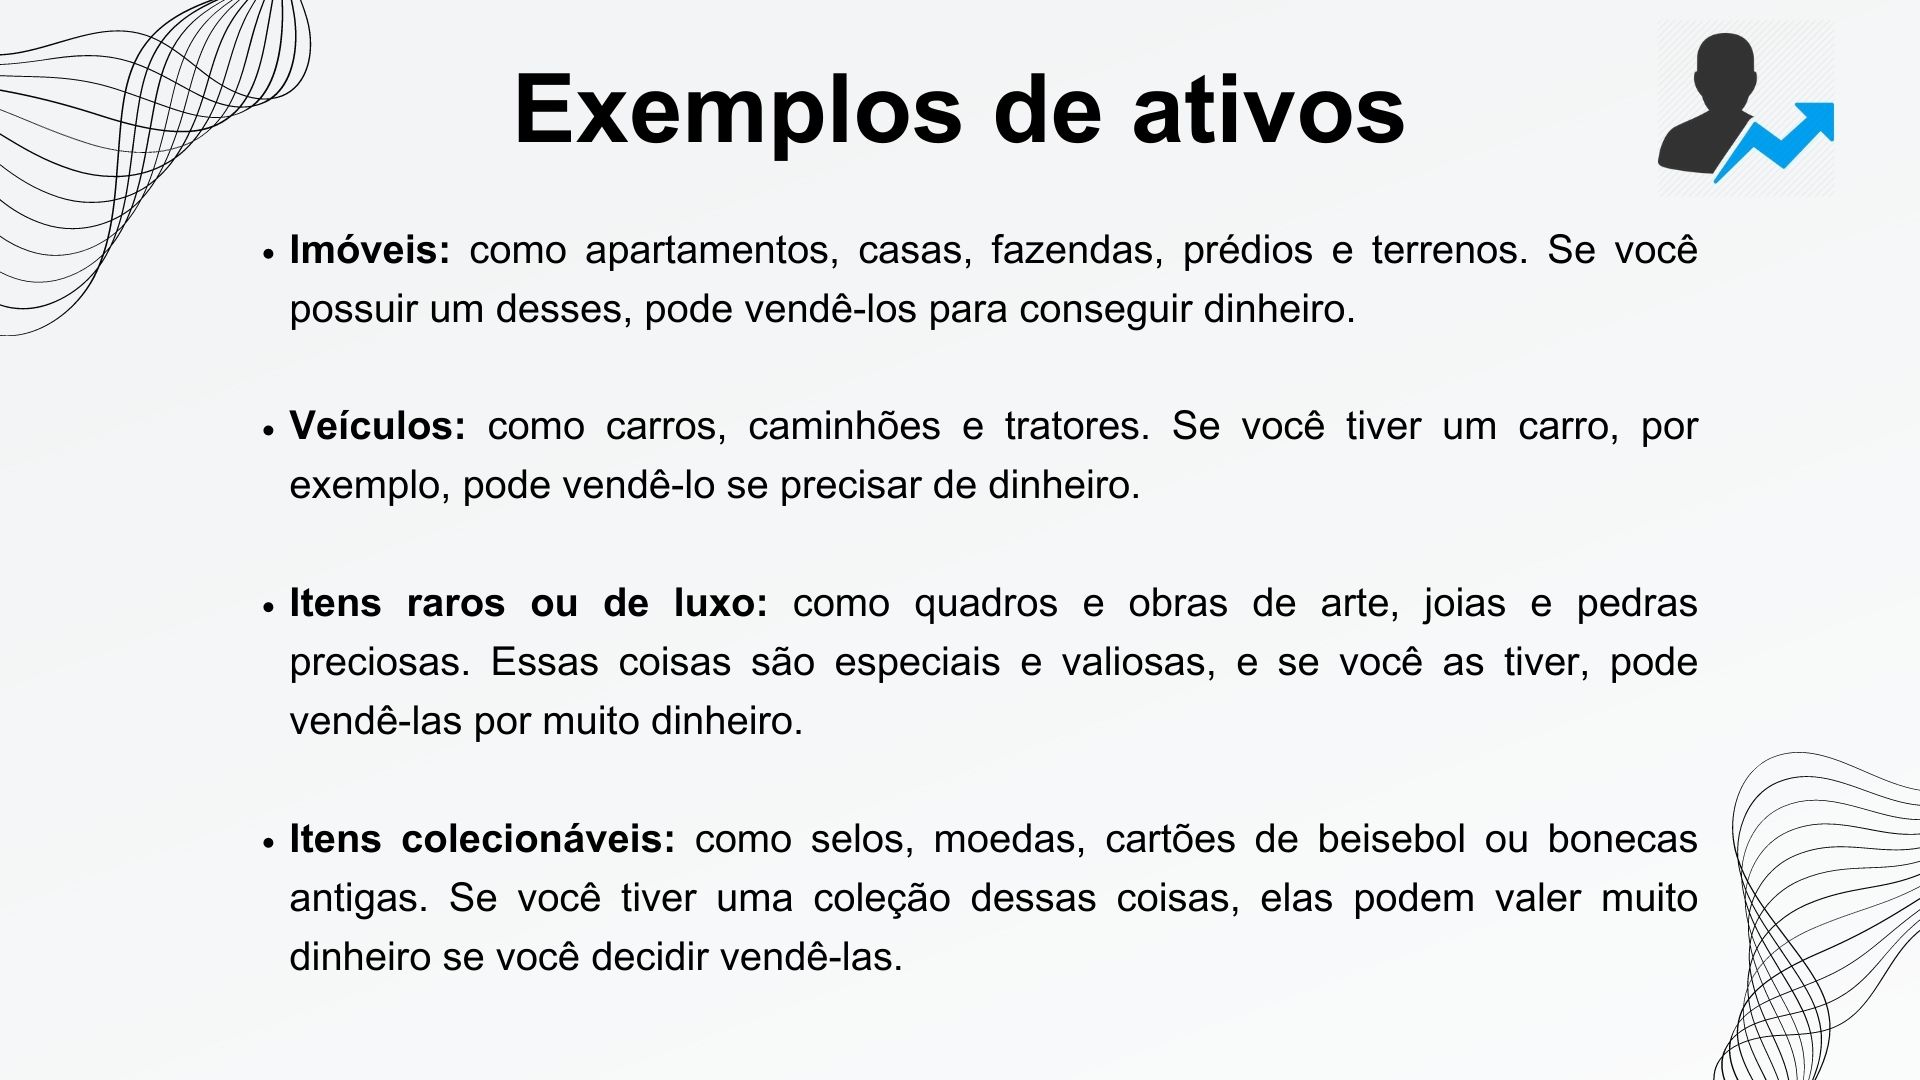 Exemplos de ativos
• Imóveis: como apartamentos, casas, fazendas, prédios e terrenos. Se você
possuir um desses, pode vendê-los para conseguir dinheiro.
• Veículos: como carros, caminhões e tratores. Se você tiver um carro, por
exemplo, pode vendê-lo se precisar de dinheiro.
• Itens raros ou de luxo: como quadros e obras de arte, joias e pedras
preciosas. Essas coisas são especiais e valiosas, e se você as tiver, pode
vendê-las por muito dinheiro.
• Itens colecionáveis: como selos, moedas, cartões de beisebol ou bonecas
antigas. Se você tiver uma coleção dessas coisas, elas podem valer muito
dinheiro se você decidir vendê-las.